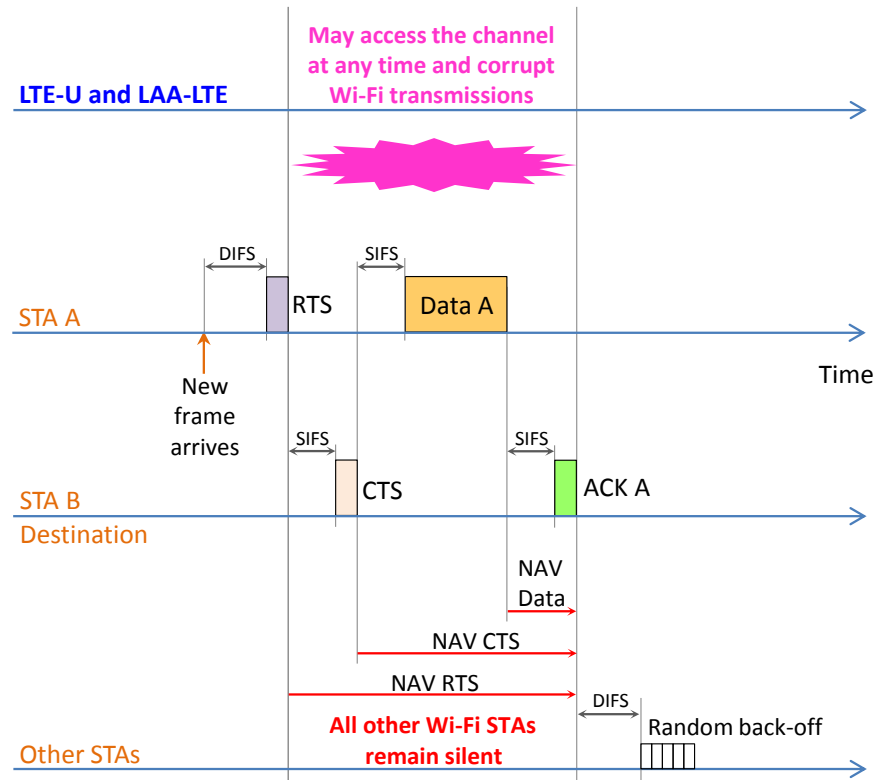 May access the channel
at any time and corrupt
Wi-Fi transmissions
LTE-U and LAA-LTE
DIFS
SIFS
RTS
Data A
STA A
Time
New
frame
arrives
SIFS
SIFS
CTS
ACK A
STA B
Destination
NAV
Data
NAV CTS
NAV RTS
DIFS
All other Wi-Fi STAs
remain silent
Random back-off
Other STAs